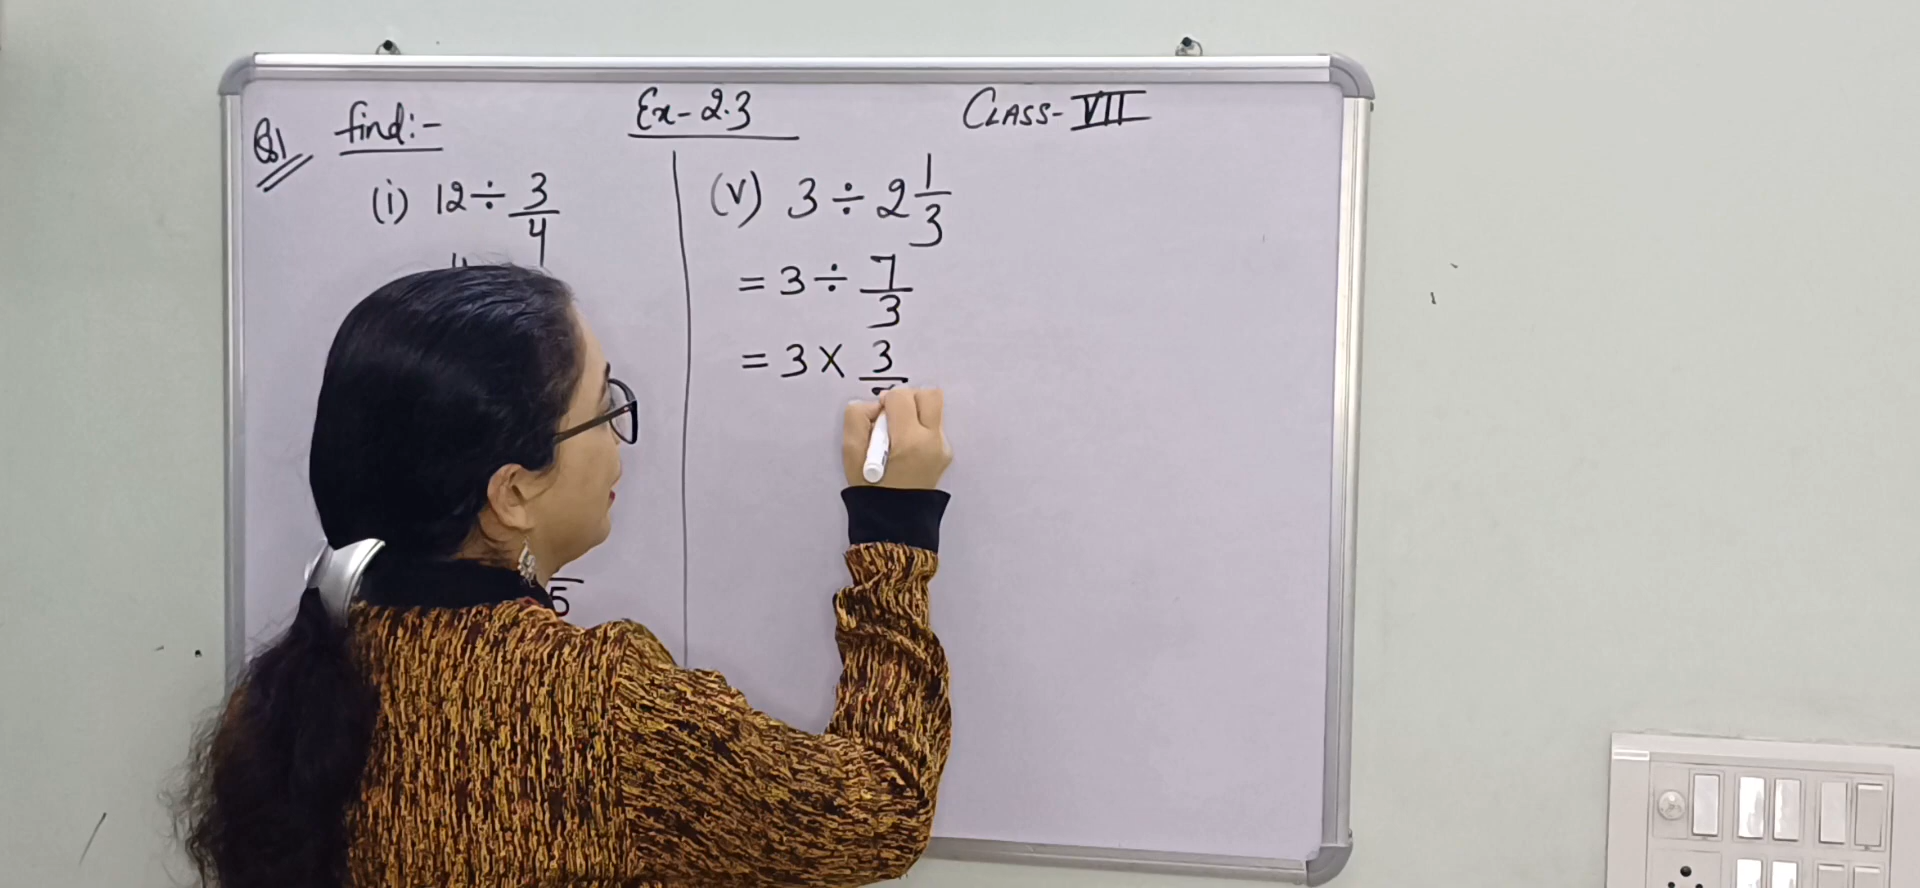 Q1 find:-
Ex-2.3
CLASS-VII
(i) 12 ÷ 3/4
5
(v) 3 ÷ 2 1/3
= 3 ÷ 7/3
= 3 × 3/